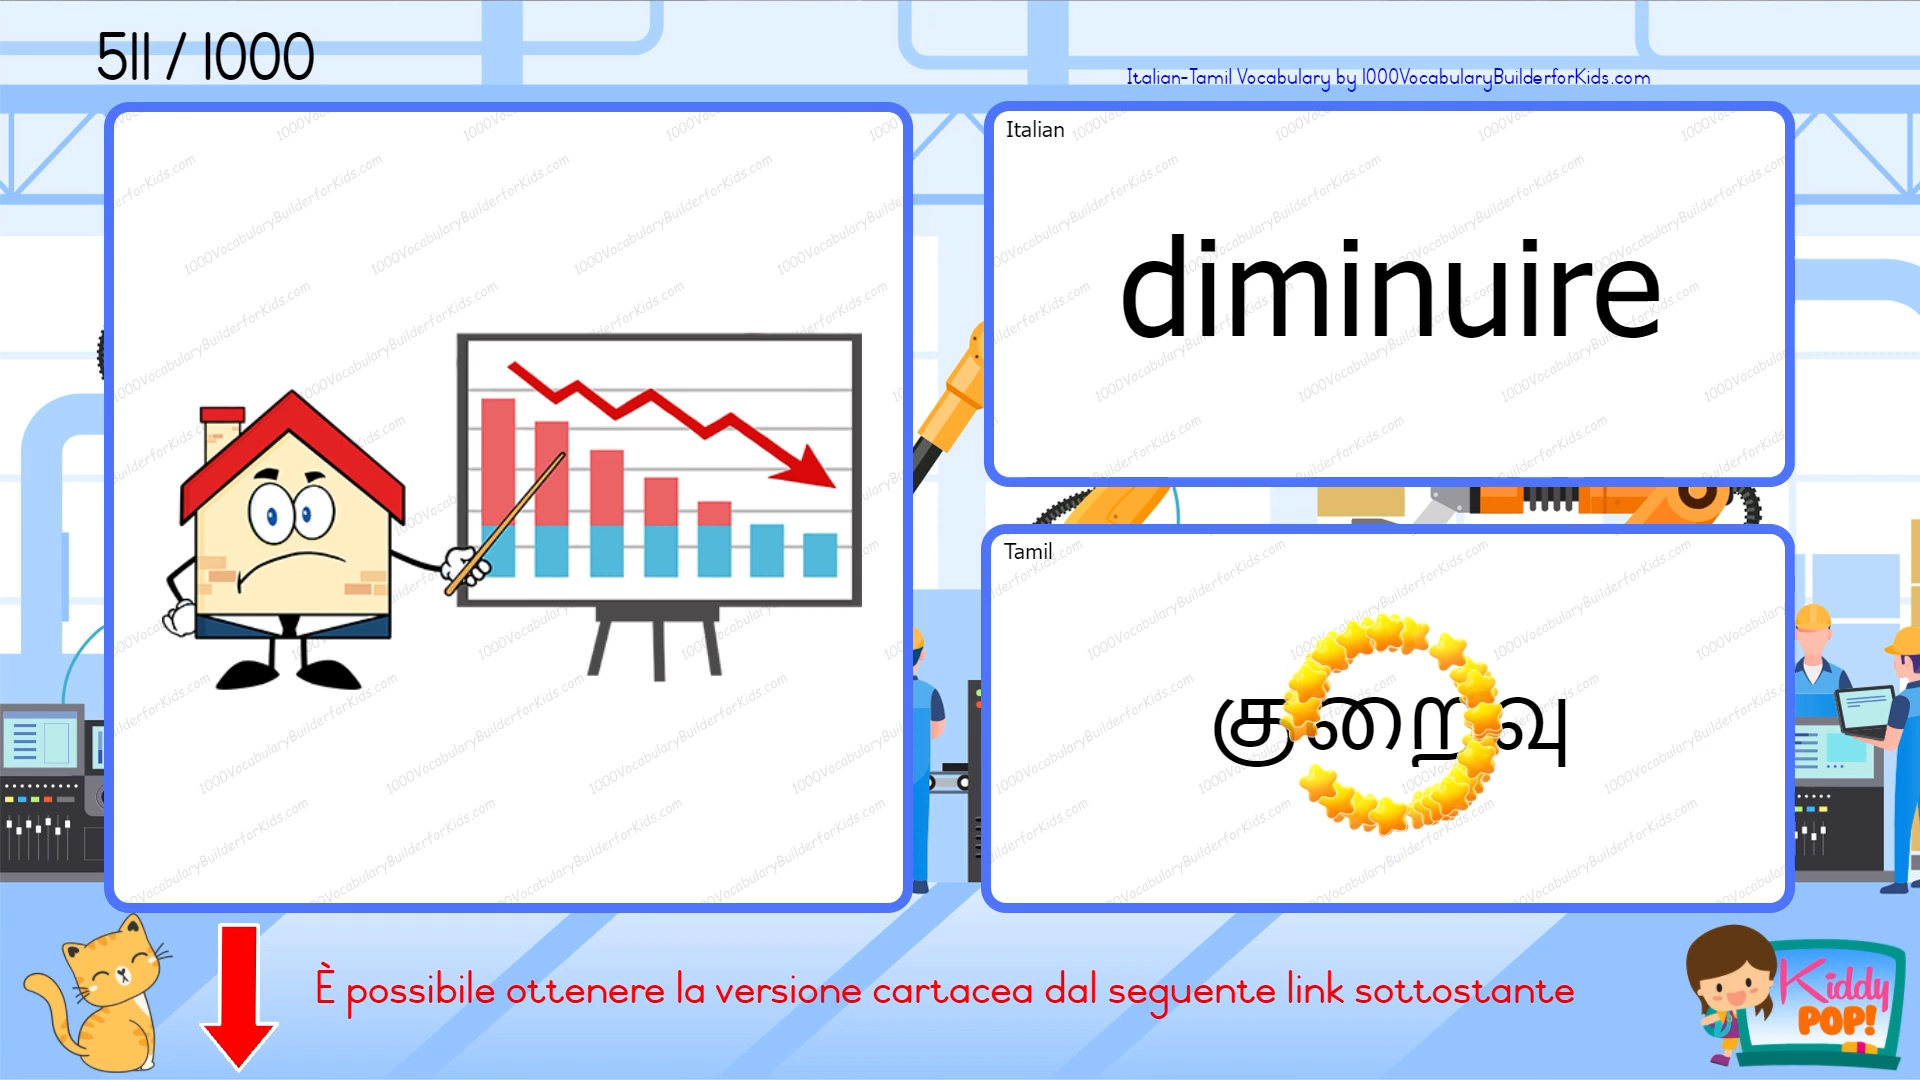 511 / 1000
Italian-Tamil Vocabulary by 1000VocabularyBuilderforKids.com
Italian
diminuire
Tamil
குறைவு
È possibile ottenere la versione cartacea dal seguente link sottostante
Kiddy
POP!